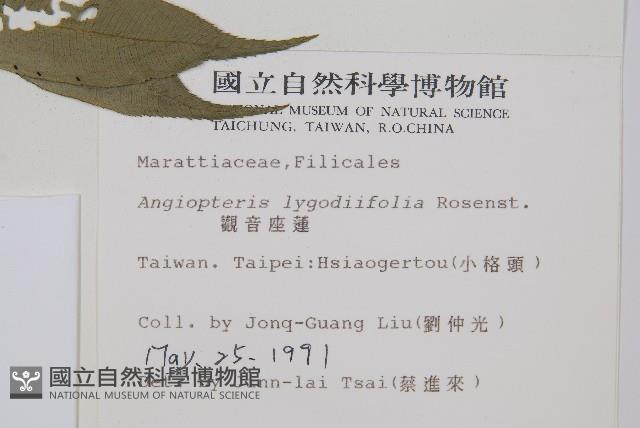 國立自然科學博物館
NATIONAL MUSEUM OF NATURAL SCIENCE
TAICHUNG, TAIWAN, R.O.CHINA
Marattiaceae,Filicales
Angiopteris lygodiifolia Rosenst.
觀音座蓮
Taiwan. Taipei:Hsiaogertou(小格頭)
Coll. by Jong-Guang Liu(劉仲光)
May. 25. 1991
Tsai(蔡進來)
國立自然科學博物館
NATIONAL MUSEUM OF NATURAL SCIENCE